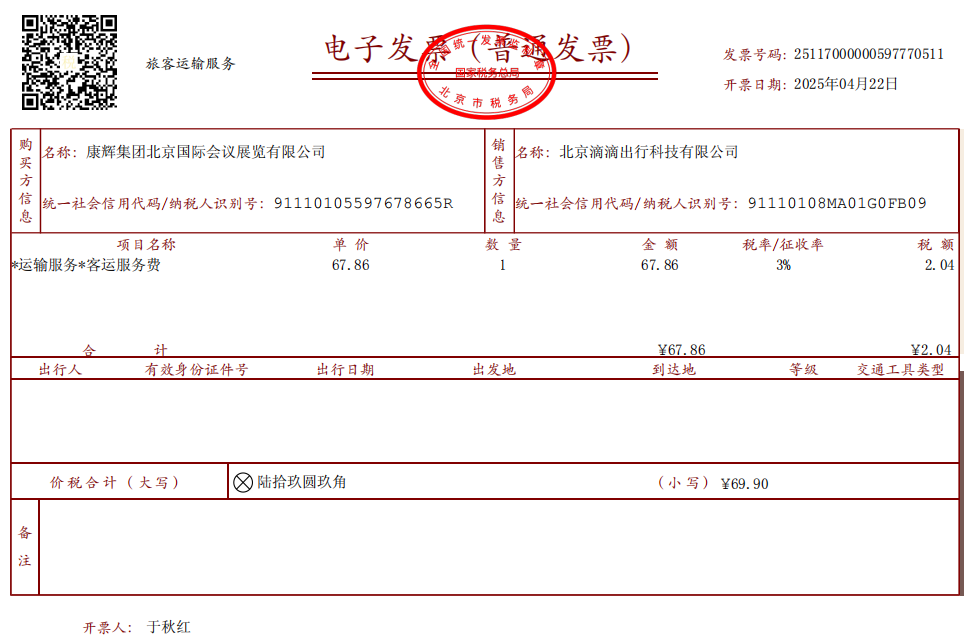 旅客运输服务
电子发票（普通发票）
全国统一发票监制章
国家税务总局
北京市税务局
发票号码：25117000000597770511
开票日期：2025年04月22日
购买方信息
名称：康辉集团北京国际会议展览有限公司
统一社会信用代码/纳税人识别号：91110105597678665R
销售方信息
名称：北京滴滴出行科技有限公司
统一社会信用代码/纳税人识别号：91110108MA01G0FB09
项目名称 单价 数量 金额 税率/征收率 税额
*运输服务*客运服务费 67.86 1 67.86 3% 2.04
合计 ¥67.86 ¥2.04
出行人 有效身份证件号 出行日期 出发地 到达地 等级 交通工具类型
价税合计（大写） ⊗陆拾玖圆玖角 （小写） ¥69.90
备注
开票人： 于秋红